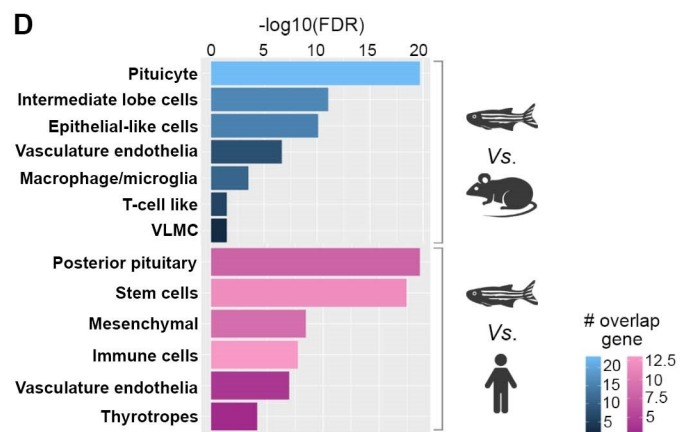 D
-log10(FDR)
0 5 10 15 20
Pituicyte
Intermediate lobe cells
Epithelial-like cells
Vasculature endothelia
Macrophage/microglia
T-cell like
VLMC
Vs.
Posterior pituitary
Stem cells
Mesenchymal
Immune cells
Vasculature endothelia
Thyrotropes
Vs.
# overlap
gene
20 12.5
15 10
10 7.5
5 5